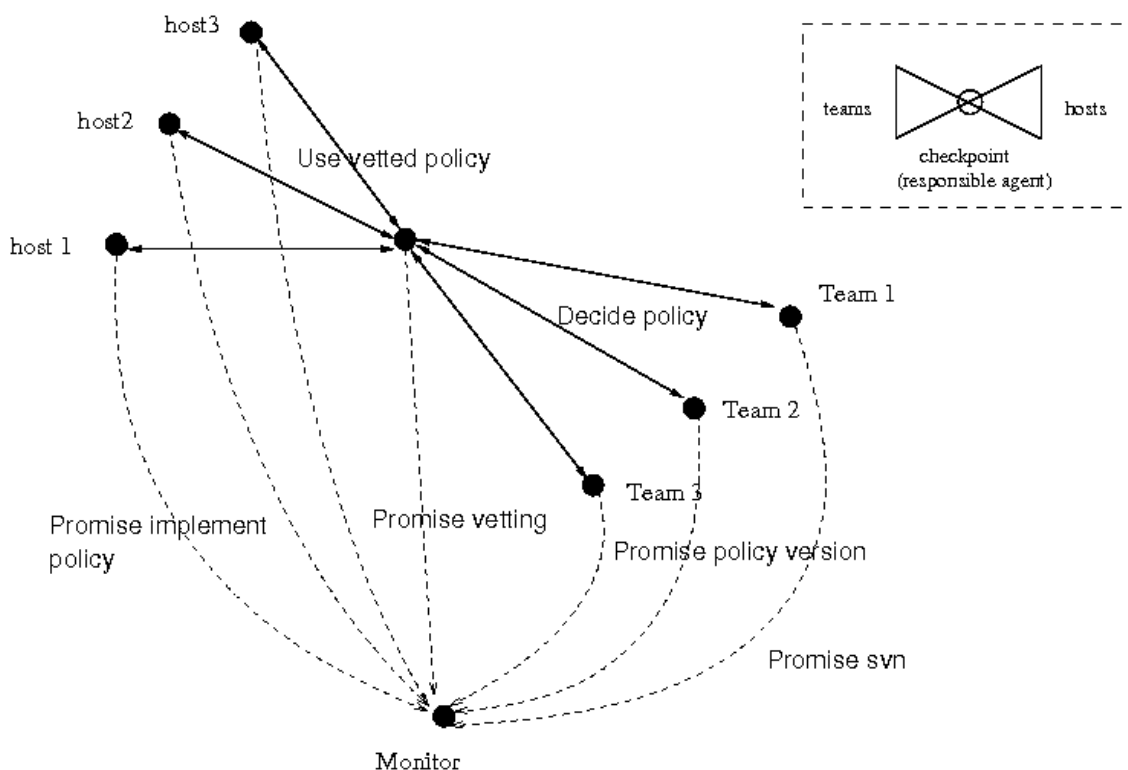 host3
teams
hosts
host2
checkpoint
(responsible agent)
Use vetted policy
host 1
Team 1
Decide policy
Team 2
Team 3
Promise implement
policy
Promise vetting
Promise policy version
Promise svn
Monitor